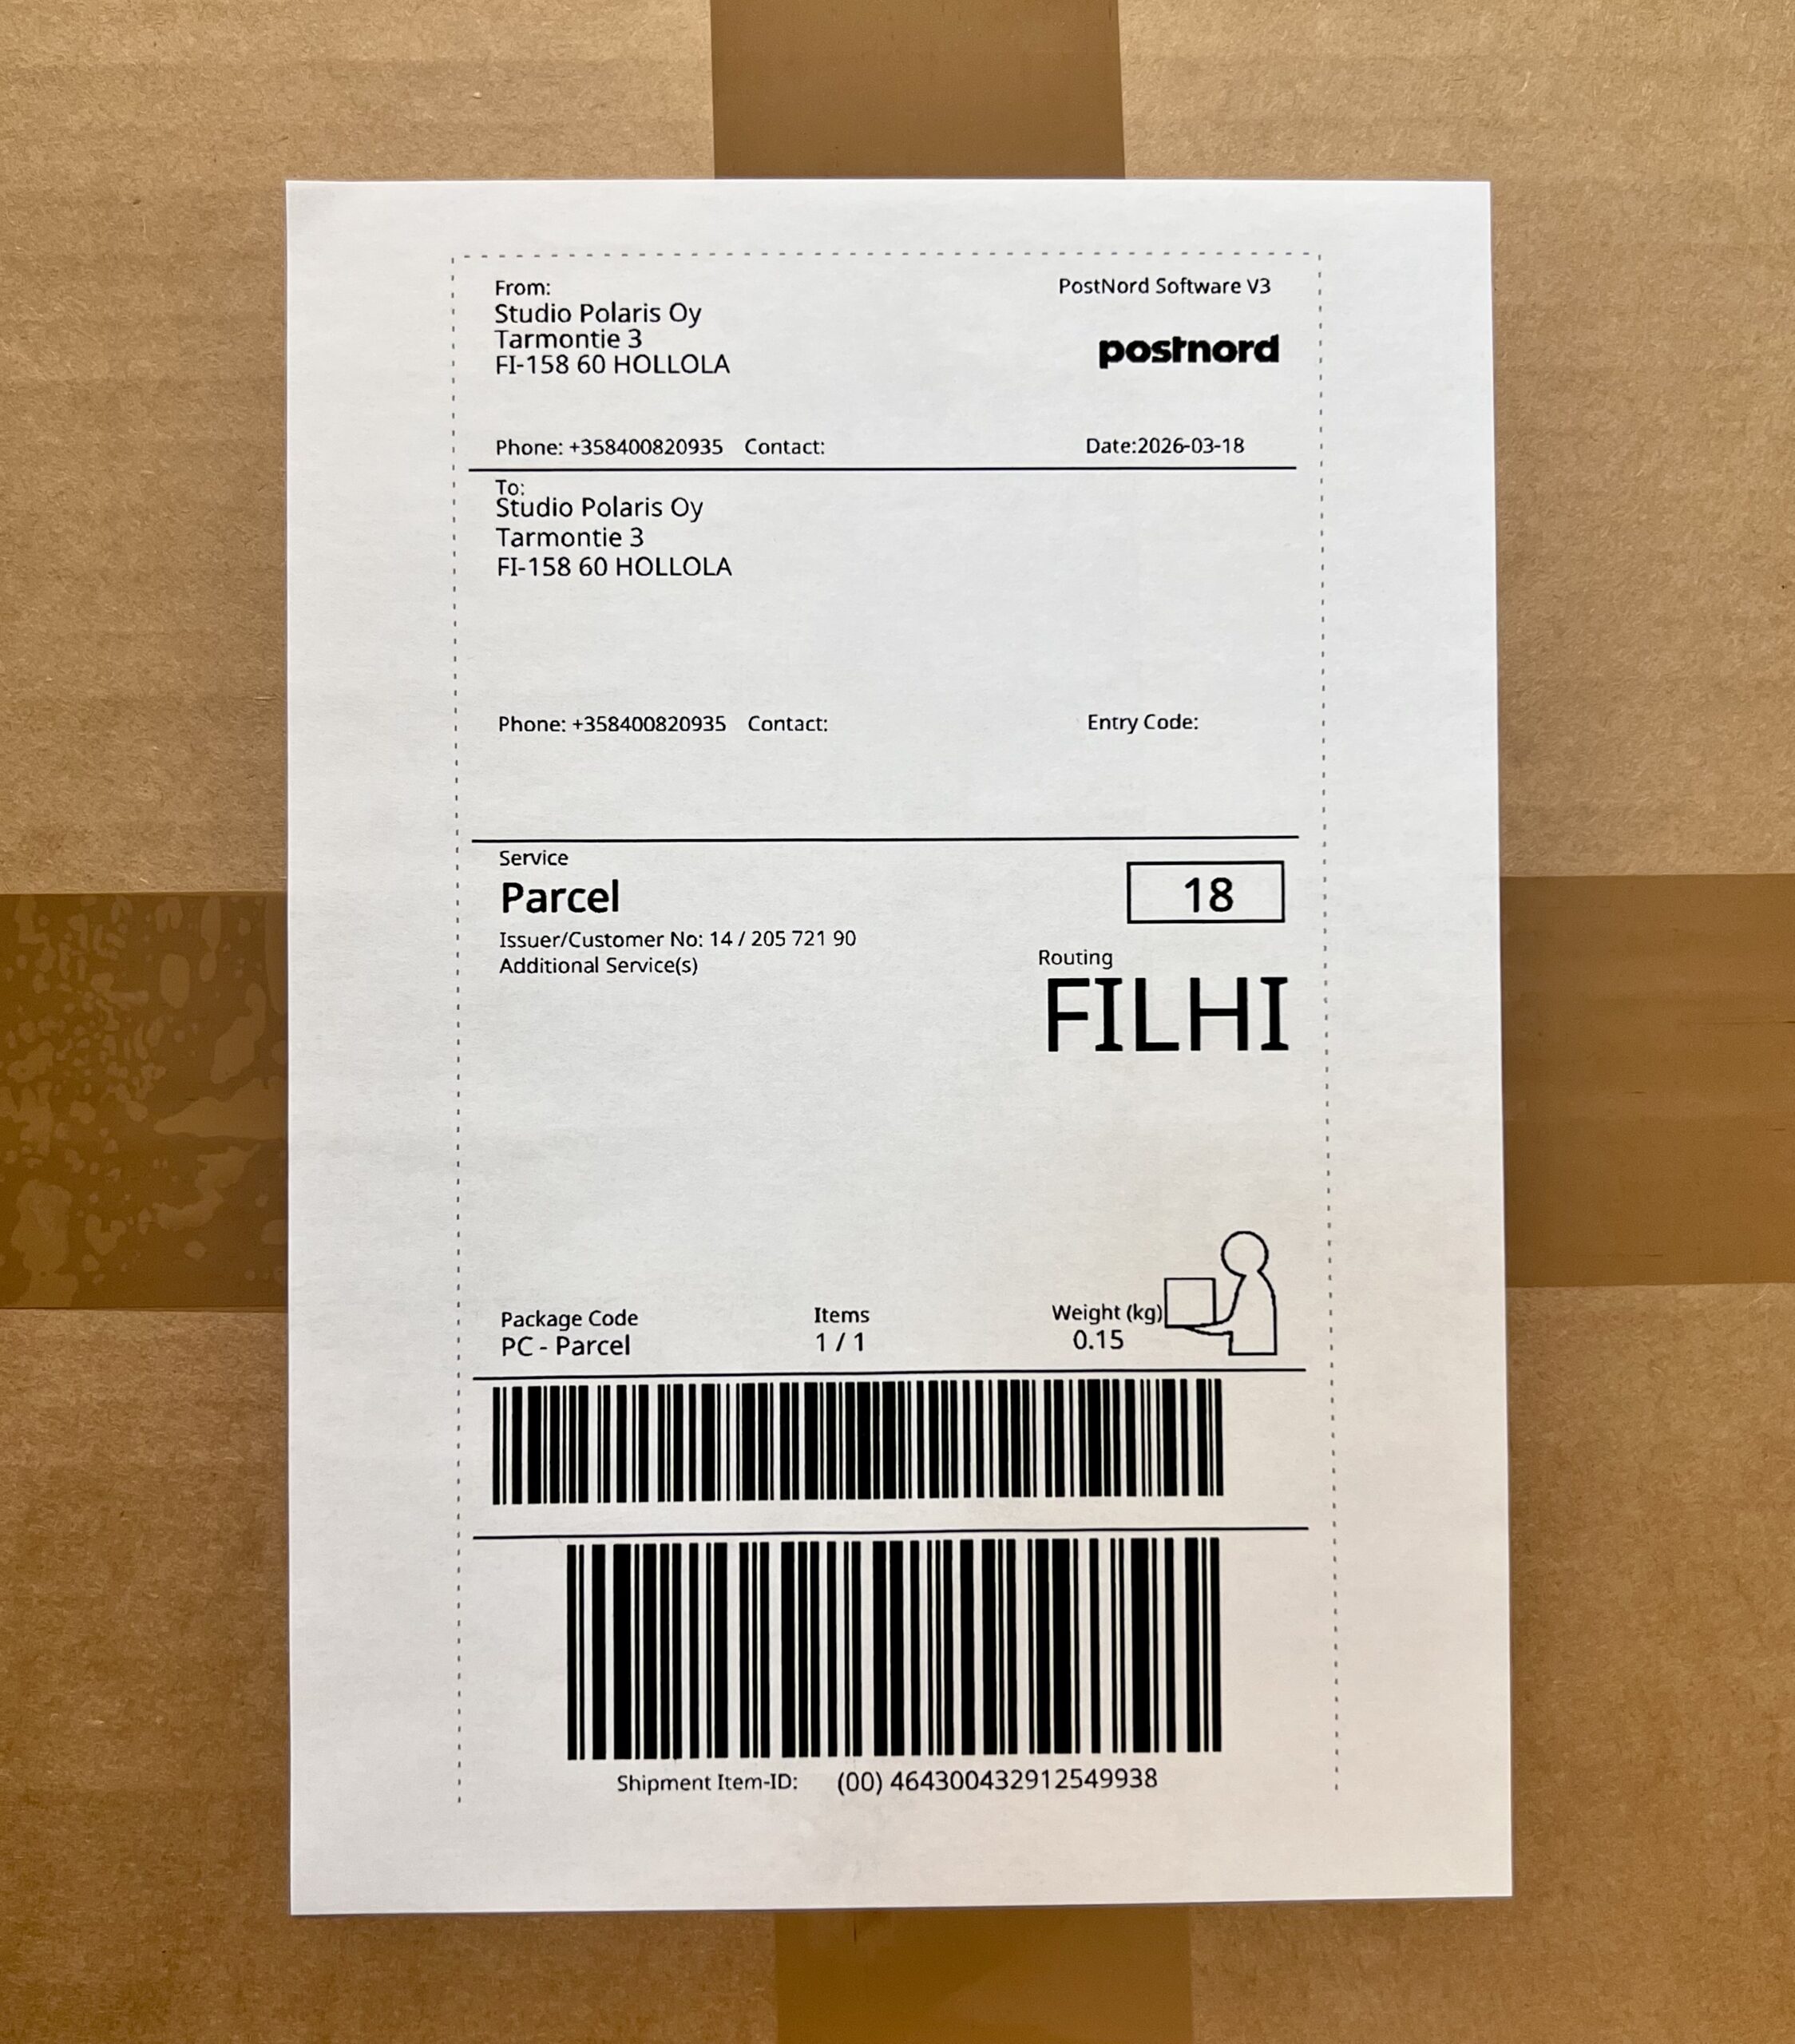 From:
Studio Polaris Oy
Tarmontie 3
FI-158 60 HOLLOLA
PostNord Software V3
postnord
Phone: +358400820935 Contact:
Date:2026-03-18
To:
Studio Polaris Oy
Tarmontie 3
FI-158 60 HOLLOLA
Phone: +358400820935 Contact:
Entry Code:
Service
Parcel
Issuer/Customer No: 14 / 205 721 90
Additional Service(s)
18
Routing
FILHI
Package Code
PC - Parcel
Items
1 / 1
Weight (kg)
0.15
Shipment Item-ID: (00) 464300432912549938